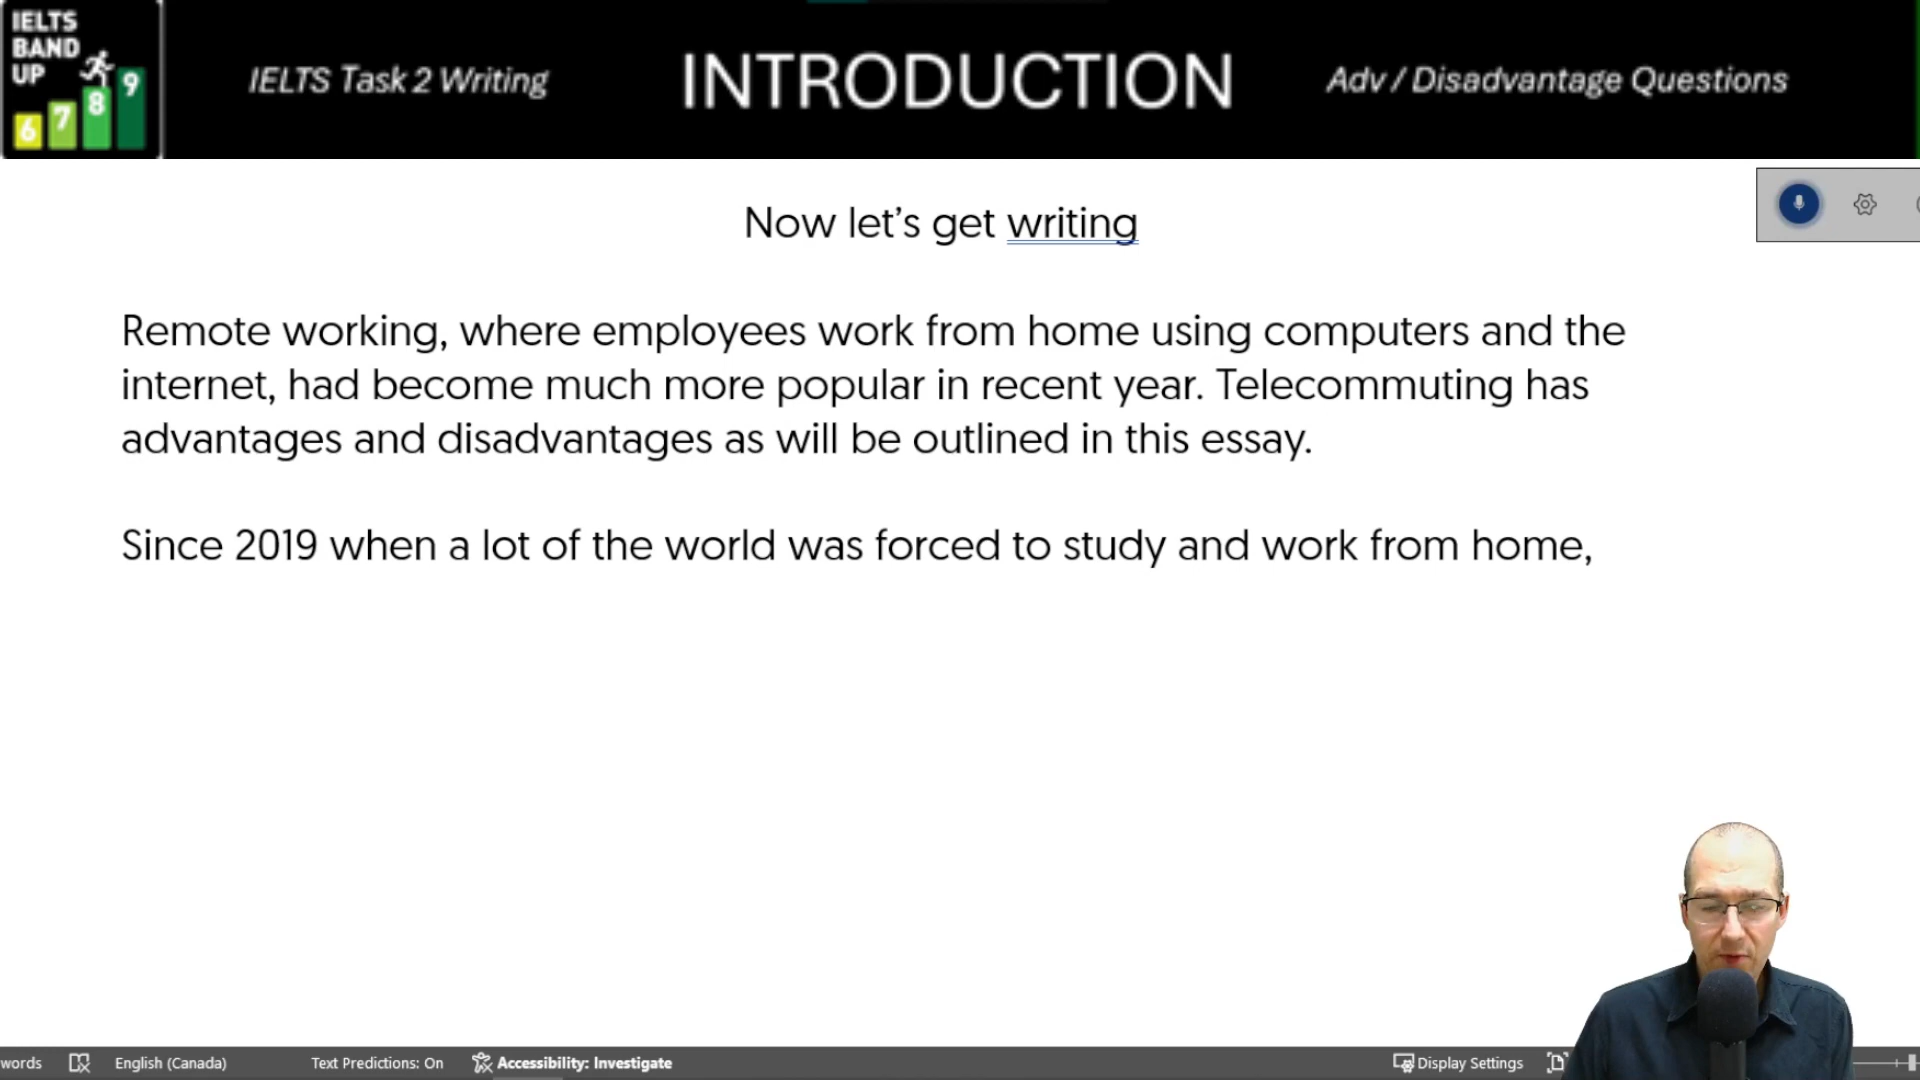 IELTS
BAND
UP
6 7 8 9
IELTS Task 2 Writing
INTRODUCTION
Adv / Disadvantage Questions
Now let's get writing
Remote working, where employees work from home using computers and the
internet, had become much more popular in recent year. Telecommuting has
advantages and disadvantages as will be outlined in this essay.
Since 2019 when a lot of the world was forced to study and work from home,
words English (Canada) Text Predictions: On Accessibility: Investigate Display Settings